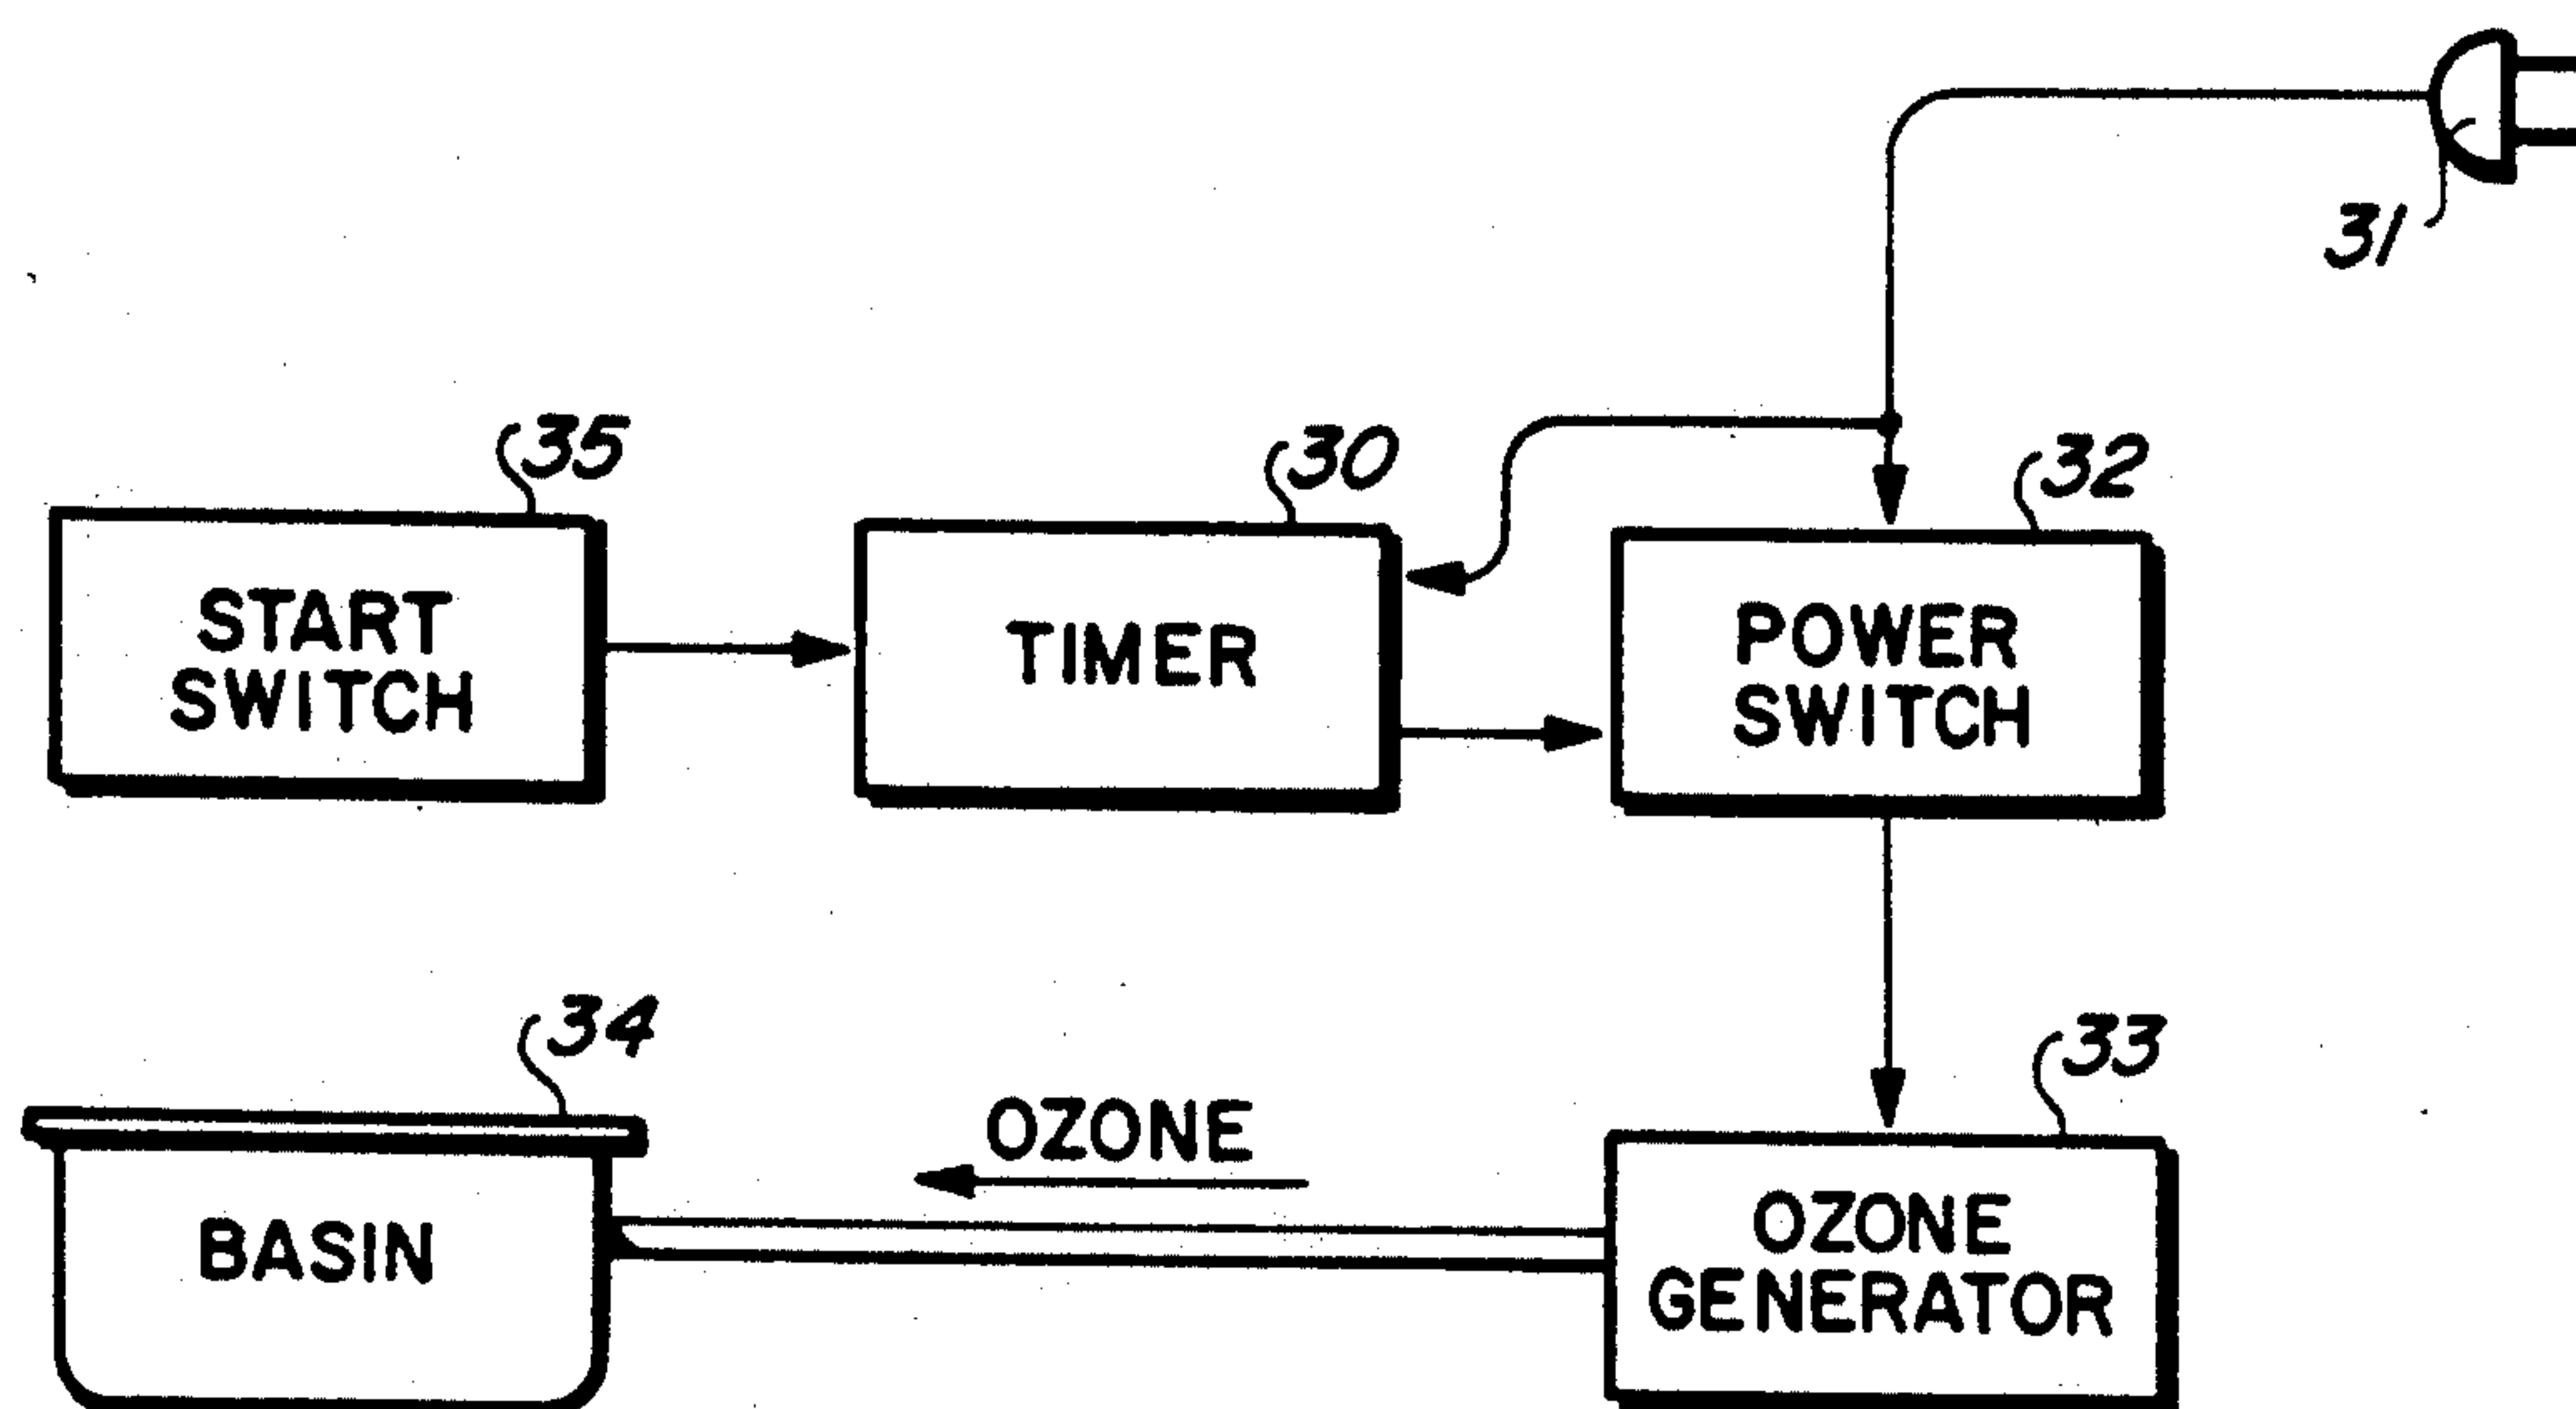 31
35
30
32
START
SWITCH
TIMER
POWER
SWITCH
34
33
OZONE
BASIN
OZONE
GENERATOR